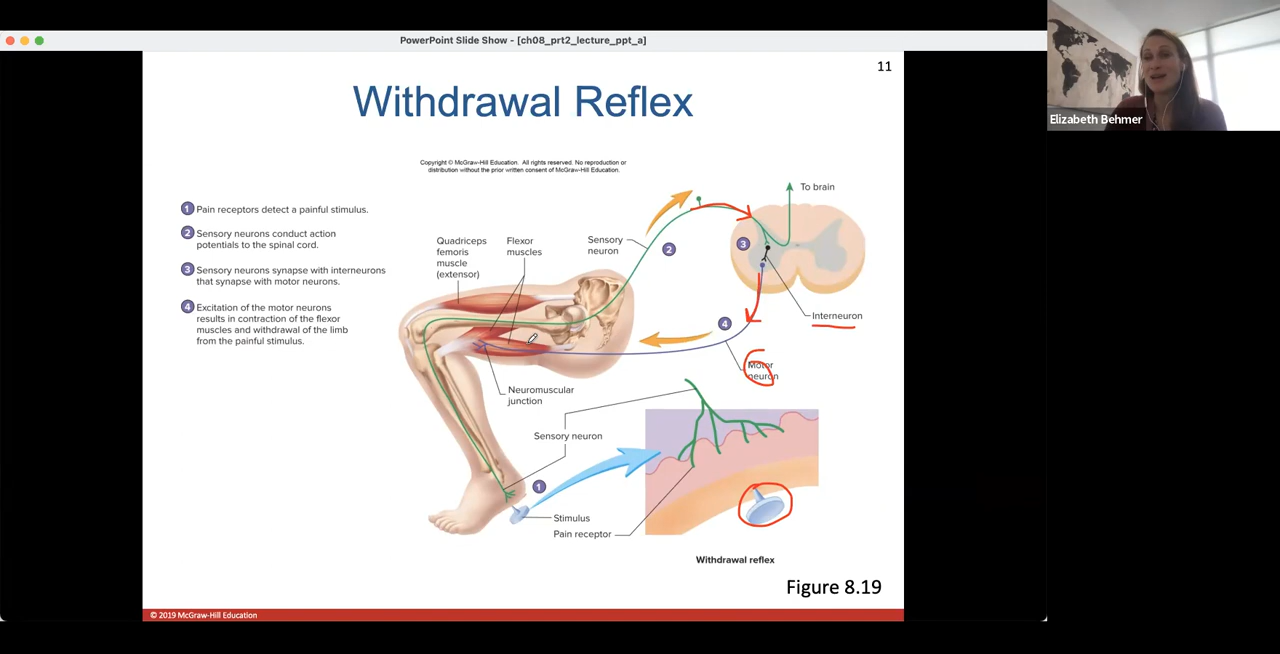 PowerPoint Slide Show - [ch08_prt2_lecture_ppt_a]
Elizabeth Behmer
11
Withdrawal Reflex
Copyright © McGraw-Hill Education. All rights reserved. No reproduction or
distribution without the prior written consent of McGraw-Hill Education.
1 Pain receptors detect a painful stimulus.
2 Sensory neurons conduct action
potentials to the spinal cord.
3 Sensory neurons synapse with interneurons
that synapse with motor neurons.
4 Excitation of the motor neurons
results in contraction of the flexor
muscles and withdrawal of the limb
from the painful stimulus.
Quadriceps
femoris
muscle
(extensor)
Flexor
muscles
Sensory
neuron
2
To brain
3
Interneuron
4
Motor
neuron
Neuromuscular
junction
Sensory neuron
1
Stimulus
Pain receptor
Withdrawal reflex
Figure 8.19
© 2019 McGraw-Hill Education